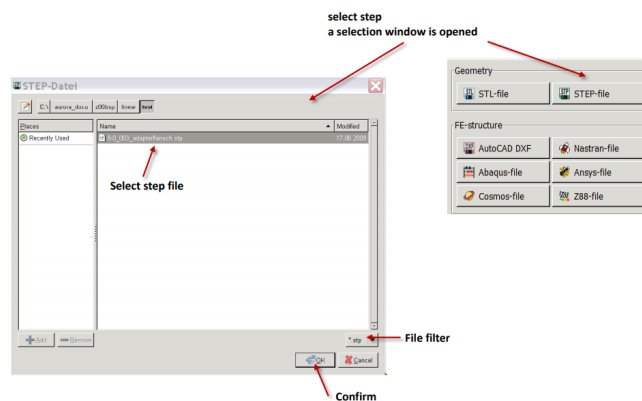 select step
a selection window is opened
Geometry
STL-file
STEP-file
FE-structure
AutoCAD DXF
Nastran-file
Abaqus-file
Ansys-file
Cosmos-file
Z88-file
STEP-Datei
C:\ aurora_docu z00bsp linear test
Places
Name
Modified
Recently Used
17.06.2009
Select step file
Add
Remove
*.stp
File filter
OK
Cancel
Confirm